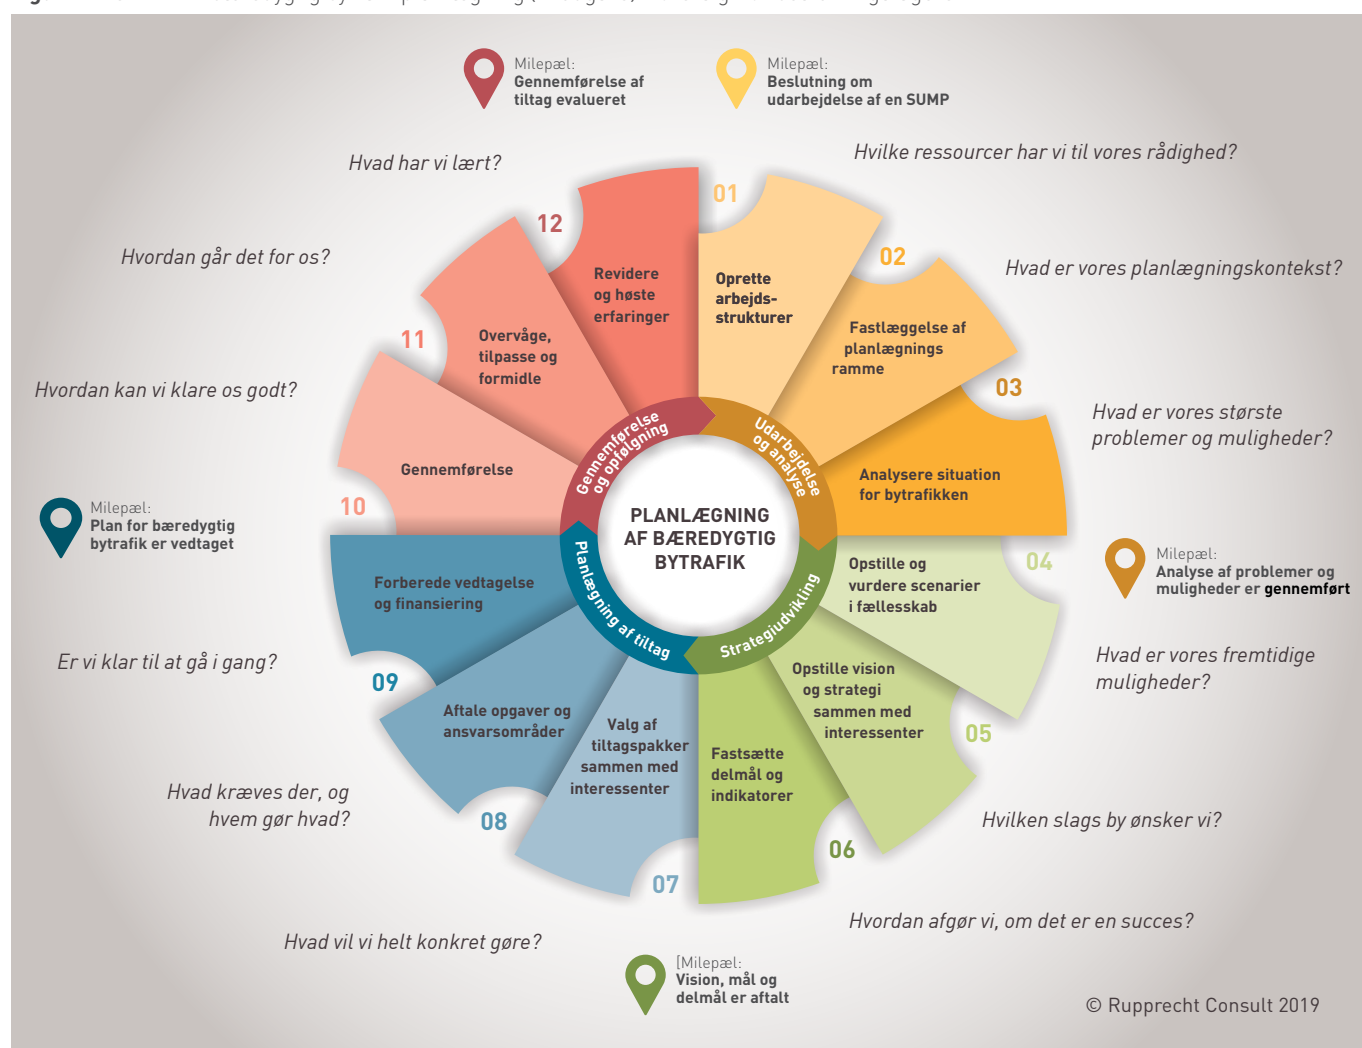 Milepæl:
Gennemførelse af
tiltag evalueret
Milepæl:
Beslutning om
udarbejdelse af en SUMP
Hvad har vi lært?
Hvilke ressourcer har vi til vores rådighed?
Hvordan går det for os?
Hvad er vores planlægningskontekst?
Hvordan kan vi klare os godt?
Hvad er vores største
problemer og muligheder?
01
Oprette
arbejds-
strukturer
02
Fastlæggelse af
planlægnings
ramme
03
Analysere situation
for bytrafikken
04
Opstille og
vurdere scenarier
i fællesskab
05
Opstille vision
og strategi
sammen med
interessenter
06
Fastsætte
delmål og
indikatorer
07
Valg af
tiltagspakker
sammen med
interessenter
08
Aftale opgaver og
ansvarsområder
09
Forberede vedtagelse
og finansiering
10
Gennemførelse
11
Overvåge,
tilpasse og
formidle
12
Revidere
og høste
erfaringer
Udarbejdelse
og analyse
Strategiudvikling
Planlægning af tiltag
Gennemførelse
og opfølgning
PLANLÆGNING
AF BÆREDYGTIG
BYTRAFIK
Milepæl:
Plan for bæredygtig
bytrafik er vedtaget
Milepæl:
Analyse af problemer og
muligheder er gennemført
Er vi klar til at gå i gang?
Hvad er vores fremtidige
muligheder?
Hvad kræves der, og
hvem gør hvad?
Hvilken slags by ønsker vi?
Hvad vil vi helt konkret gøre?
Hvordan afgør vi, om det er en succes?
[Milepæl:
Vision, mål og
delmål er aftalt
© Rupprecht Consult 2019